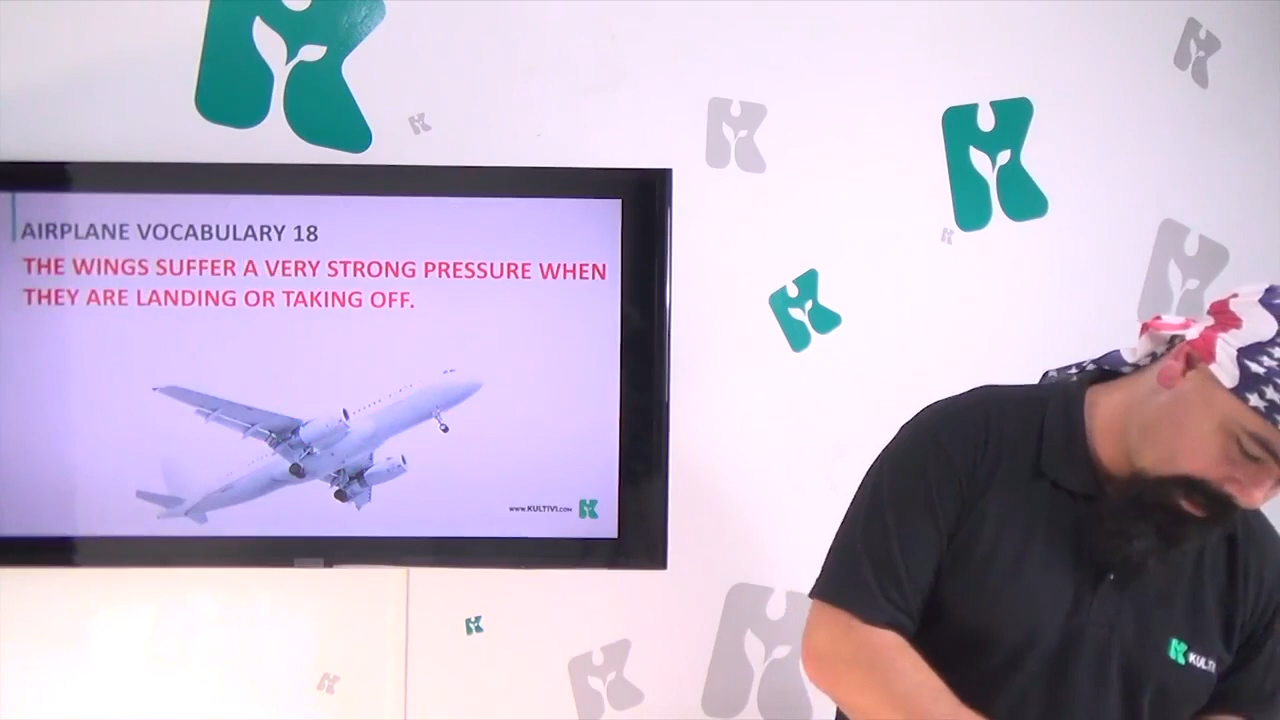 AIRPLANE VOCABULARY 18
THE WINGS SUFFER A VERY STRONG PRESSURE WHEN
THEY ARE LANDING OR TAKING OFF.
www.KULTIVI.COM